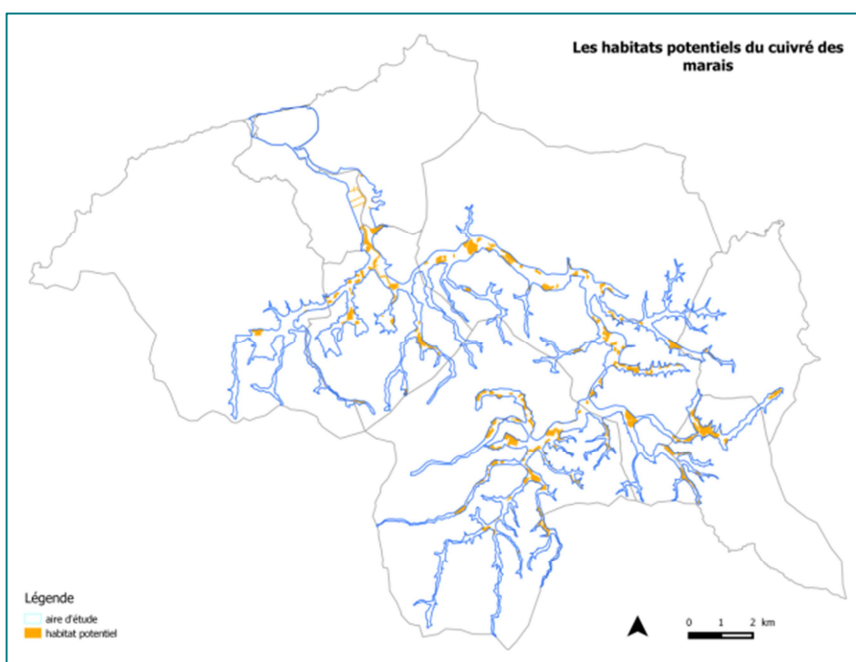 Les habitats potentiels du cuivré des
marais
Légende
aire d'étude
habitat potentiel
0 1 2 km